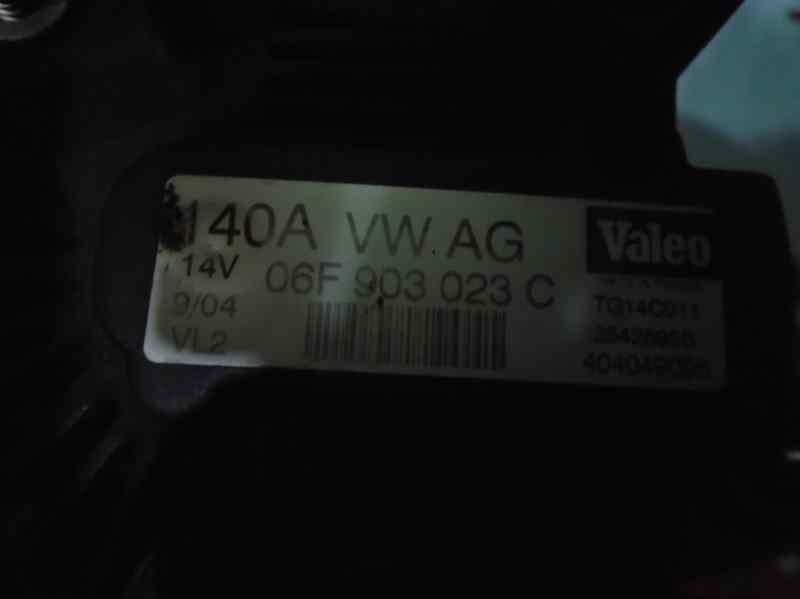 140A VW.AG
14V 06F 903 023 C
9/04
VL2
Valeo
TG14C011